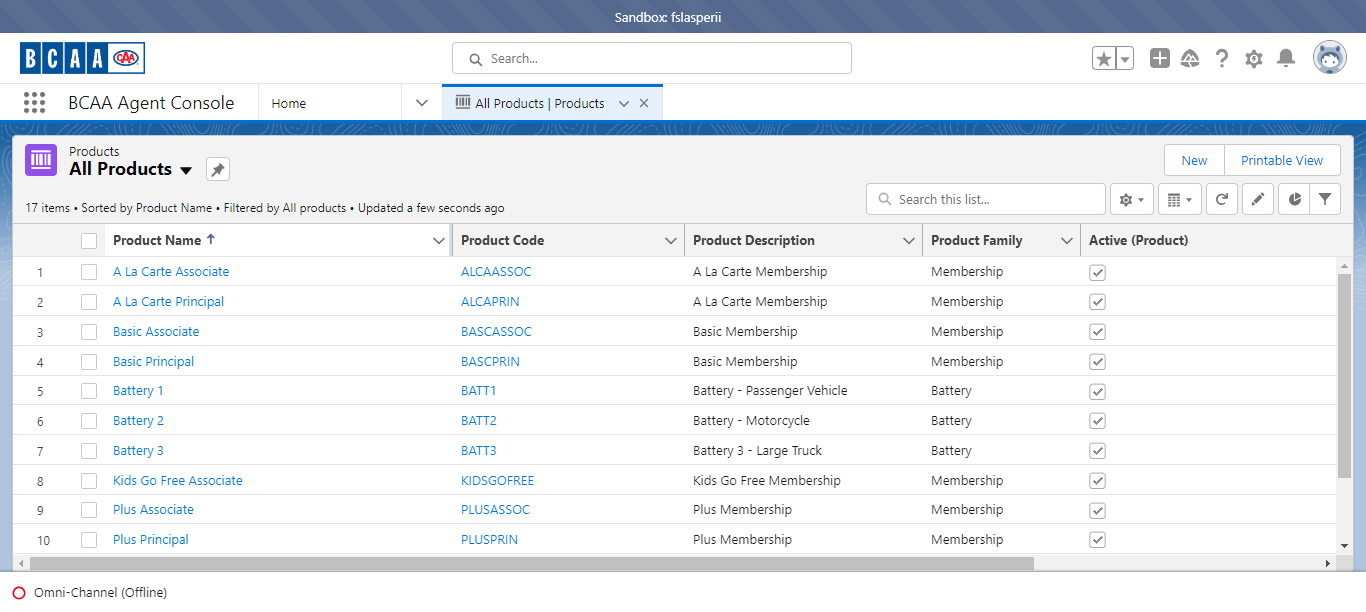 Sandbox: fslasperii
BCAA CAA
Search...
BCAA Agent Console
Home
All Products | Products
Products
All Products
New
Printable View
17 items • Sorted by Product Name • Filtered by All products • Updated a few seconds ago
Search this list...
Product Name Product Code Product Description Product Family Active (Product)
1 A La Carte Associate ALCAASSOC A La Carte Membership Membership
2 A La Carte Principal ALCAPRIN A La Carte Membership Membership
3 Basic Associate BASCASSOC Basic Membership Membership
4 Basic Principal BASCPRIN Basic Membership Membership
5 Battery 1 BATT1 Battery - Passenger Vehicle Battery
6 Battery 2 BATT2 Battery - Motorcycle Battery
7 Battery 3 BATT3 Battery 3 - Large Truck Battery
8 Kids Go Free Associate KIDSGOFREE Kids Go Free Membership Membership
9 Plus Associate PLUSASSOC Plus Membership Membership
10 Plus Principal PLUSPRIN Plus Membership Membership
Omni-Channel (Offline)